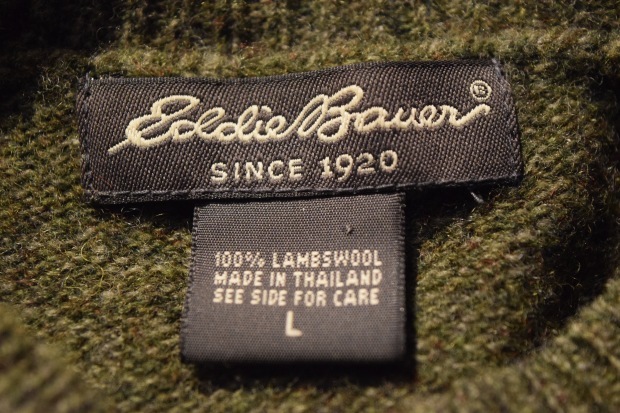 Eddie Bauer®
SINCE 1920
100% LAMBSWOOL
MADE IN THAILAND
SEE SIDE FOR CARE
L